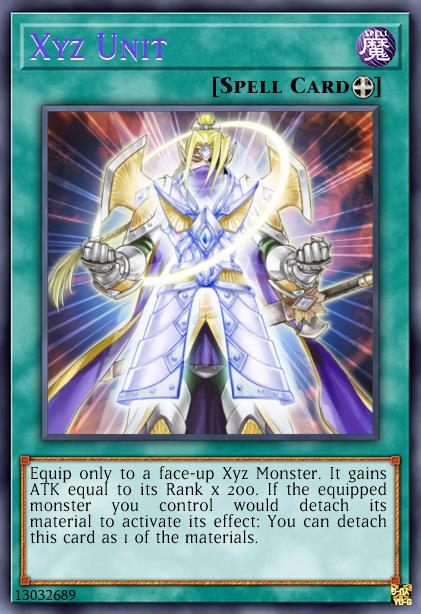 Xyz Unit
SPELL
魔
[Spell Card]
Equip only to a face-up Xyz Monster. It gains
ATK equal to its Rank x 200. If the equipped
monster you control would detach its
material to activate its effect: You can detach
this card as 1 of the materials.
13032689